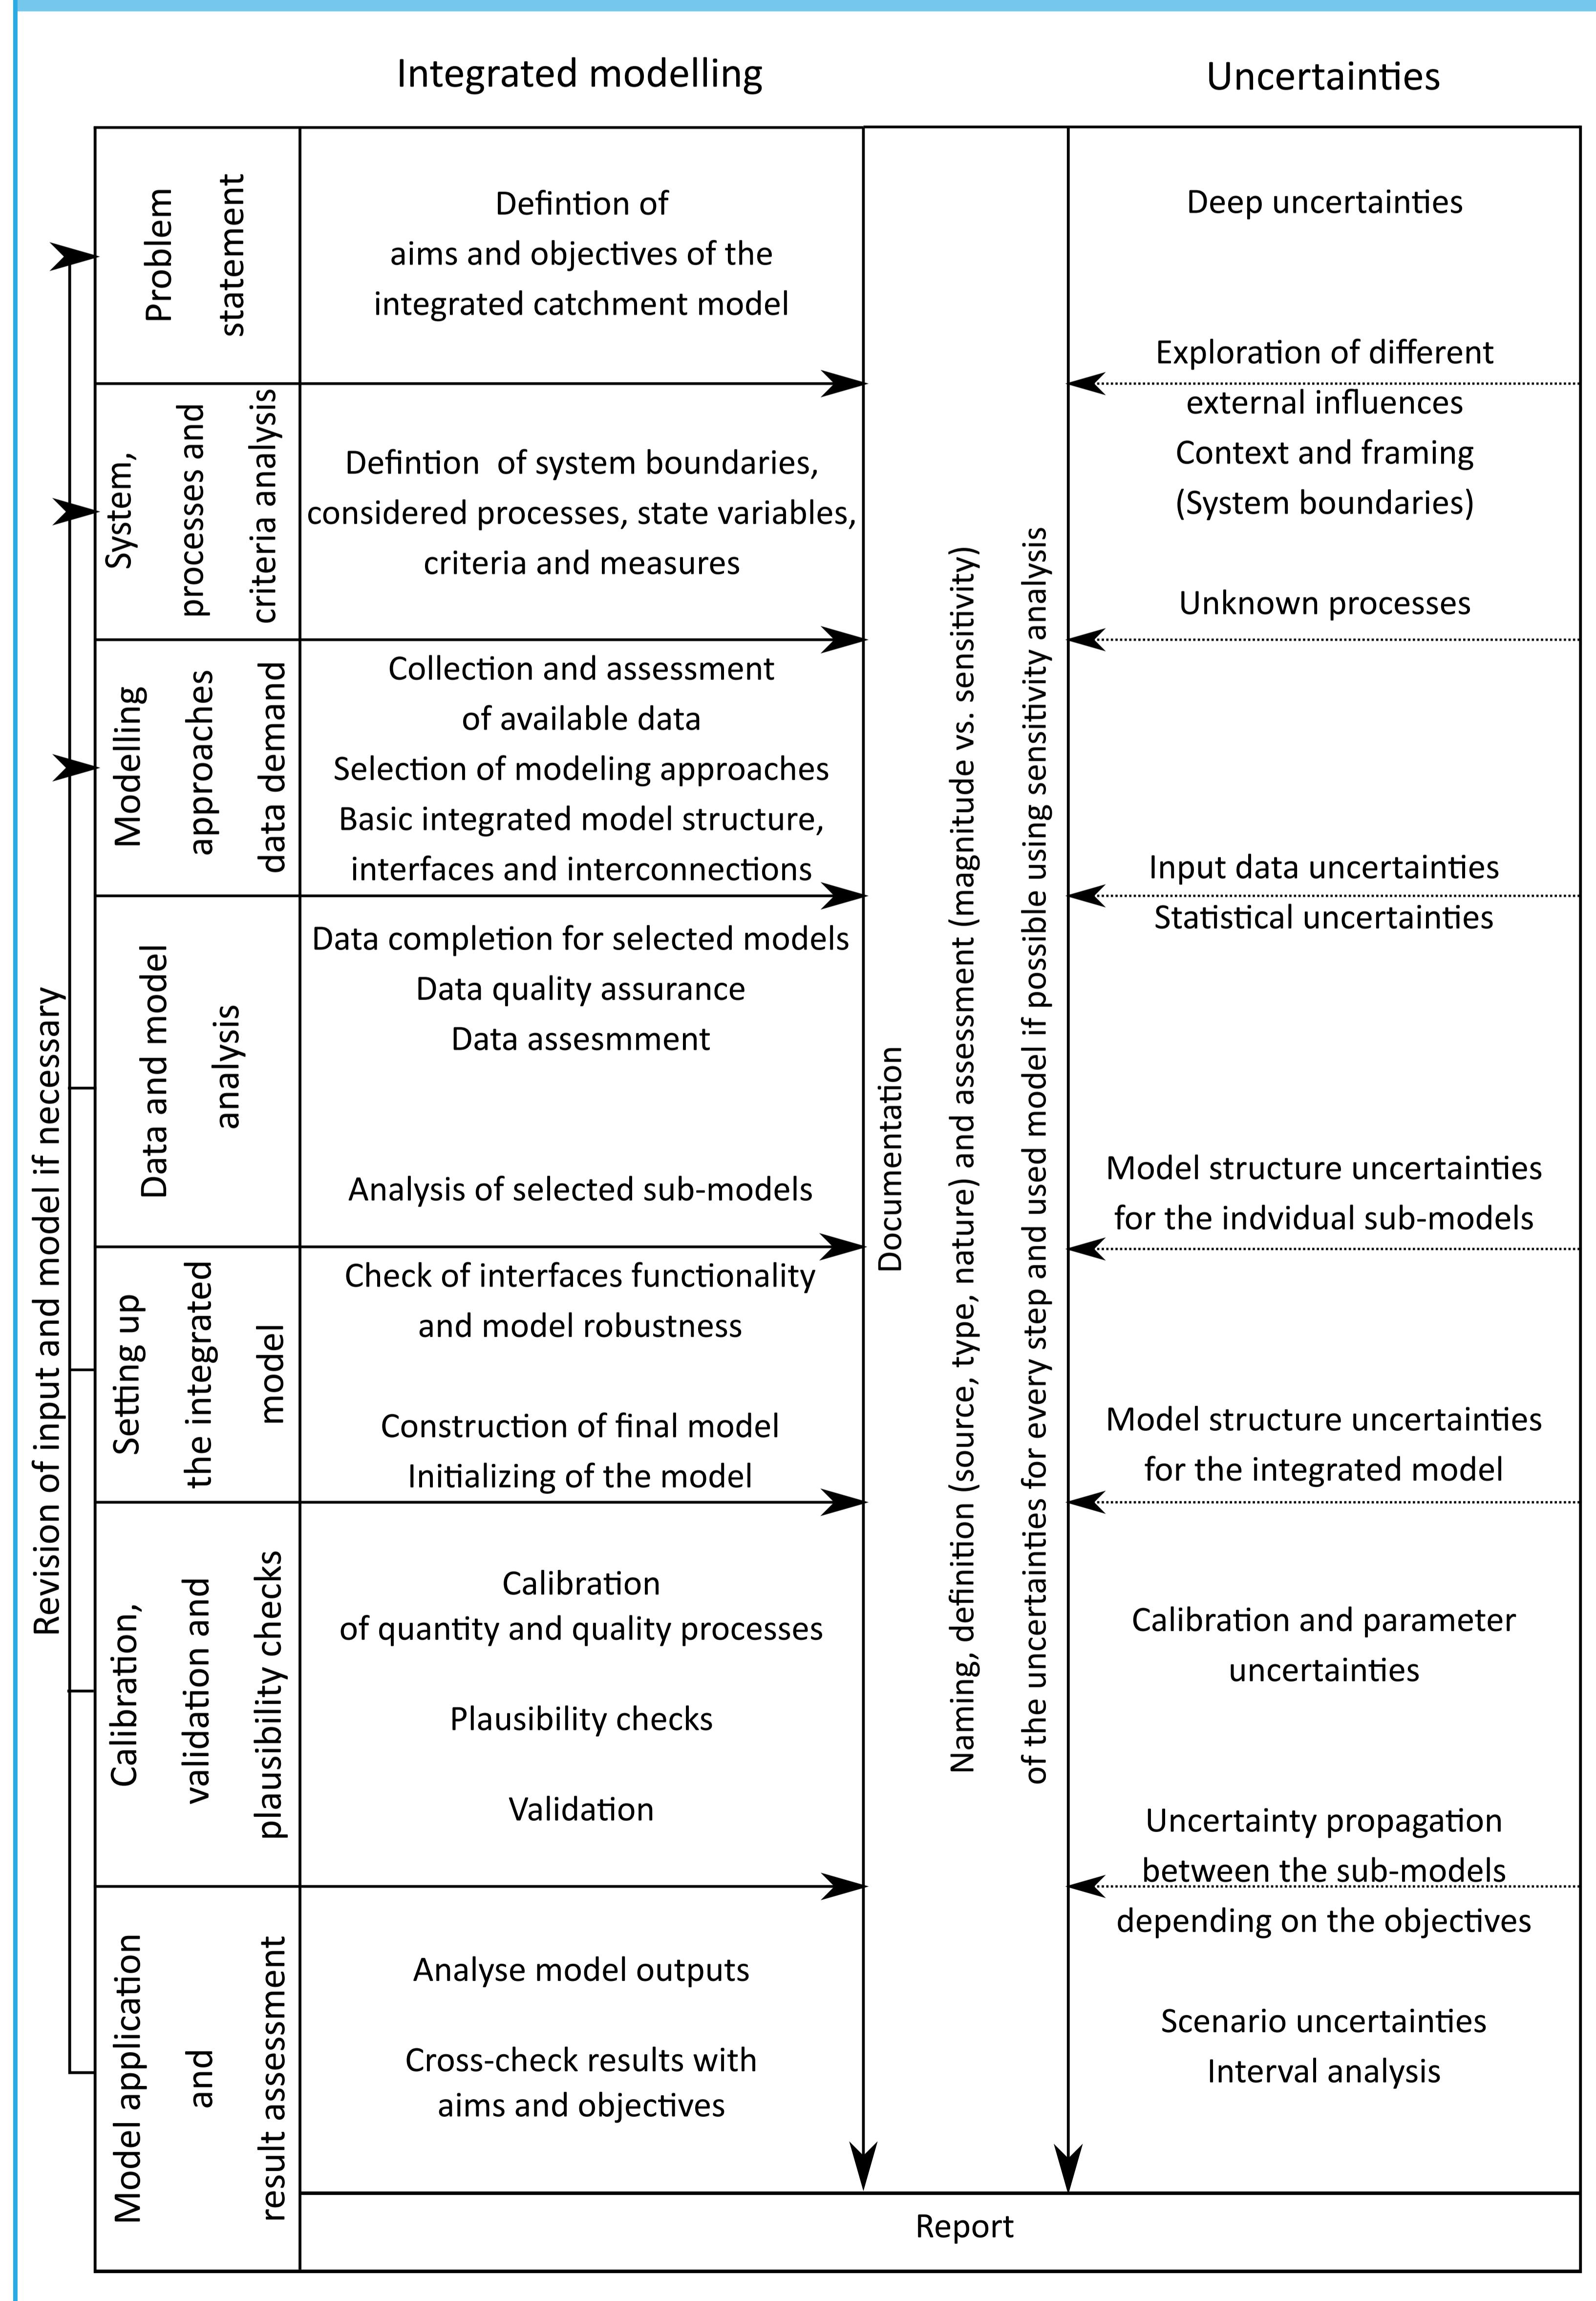 Integrated modelling
Uncertainties
Revision of input and model if necessary
Problem
statement
Defintion of
aims and objectives of the
integrated catchment model
System,
processes and
criteria analysis
Defintion of system boundaries,
considered processes, state variables,
criteria and measures
Modelling
approaches
data demand
Collection and assessment
of available data
Selection of modeling approaches
Basic integrated model structure,
interfaces and interconnections
Data and model
analysis
Data completion for selected models
Data quality assurance
Data assesmment
Analysis of selected sub-models
Setting up
the integrated
model
Check of interfaces functionality
and model robustness
Construction of final model
Initializing of the model
Calibration,
validation and
plausibility checks
Calibration
of quantity and quality processes
Plausibility checks
Validation
Model application
and
result assessment
Analyse model outputs
Cross-check results with
aims and objectives
Documentation
Naming, definition (source, type, nature) and assessment (magnitude vs. sensitivity)
of the uncertainties for every step and used model if possible using sensitivity analysis
Deep uncertainties
Exploration of different
external influences
Context and framing
(System boundaries)
Unknown processes
Input data uncertainties
Statistical uncertainties
Model structure uncertainties
for the indvidual sub-models
Model structure uncertainties
for the integrated model
Calibration and parameter
uncertainties
Uncertainty propagation
between the sub-models
depending on the objectives
Scenario uncertainties
Interval analysis
Report